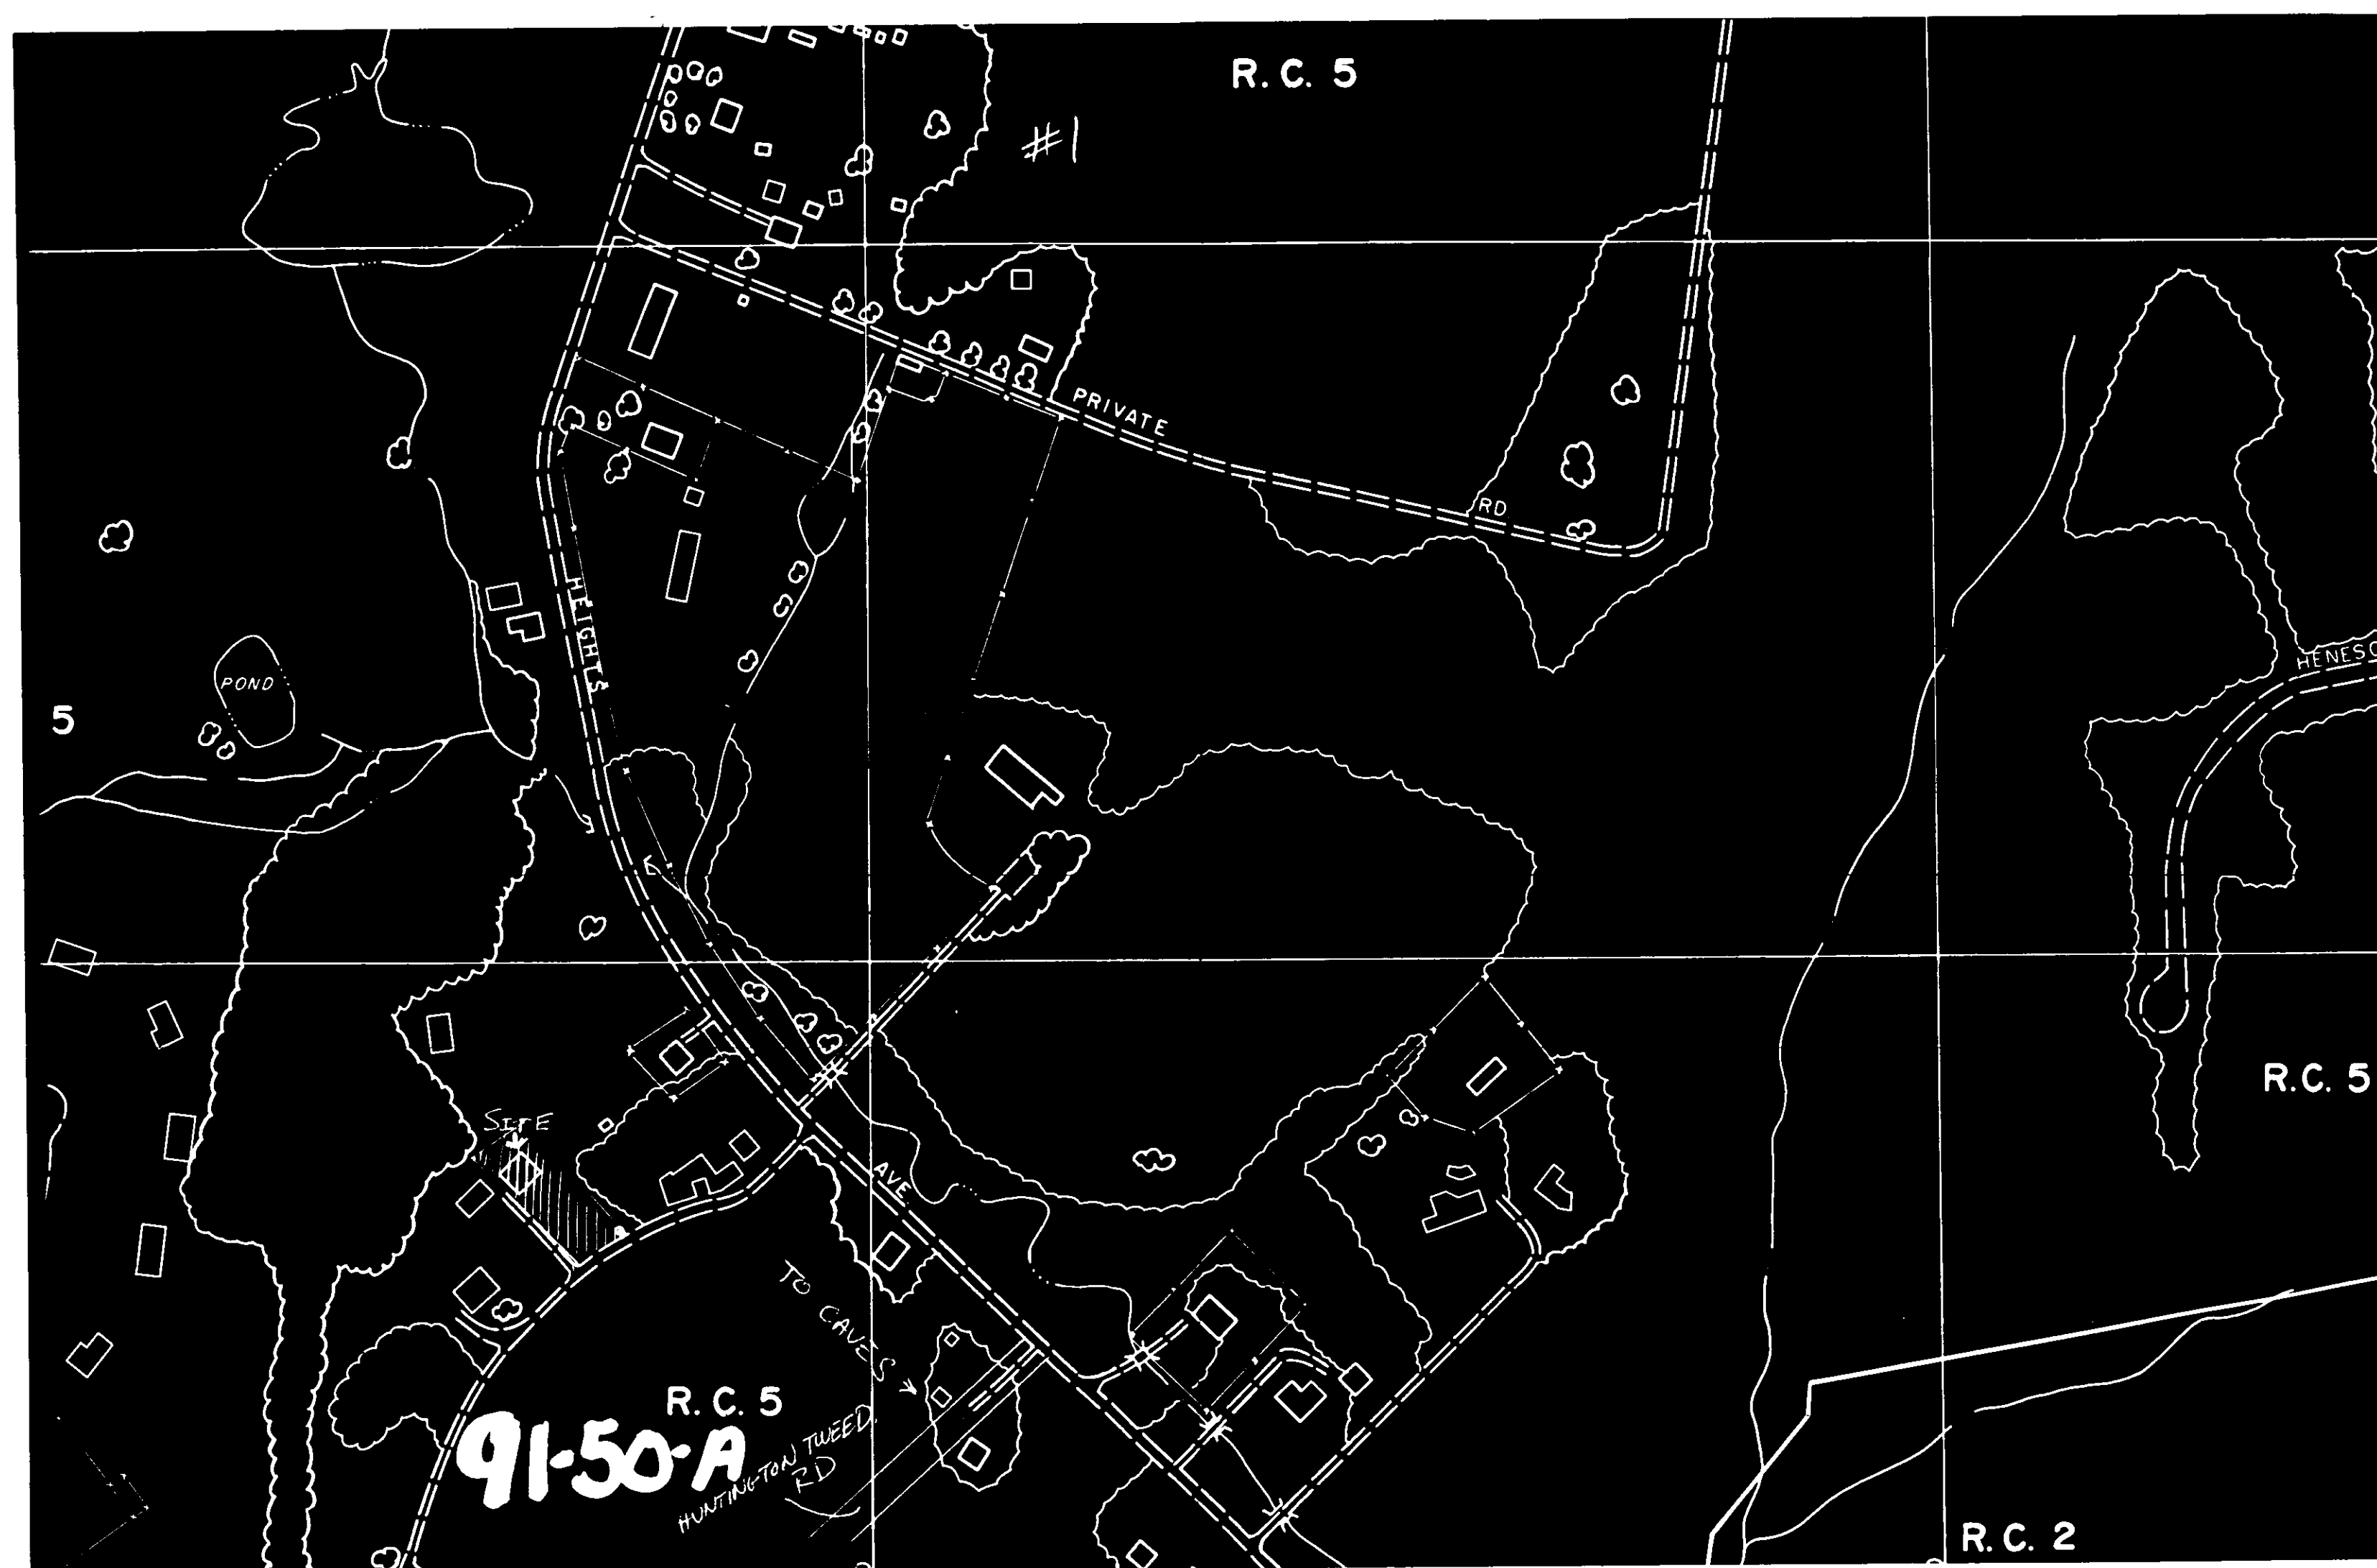 R.C. 5
#1
PRIVATE
RD
HEIGHTS
POND
5
R.C. 5
SITE
AVE
TO CAVES
R.C. 5
91-50-A
HUNTINGTON TWEED
RD
R.C. 2